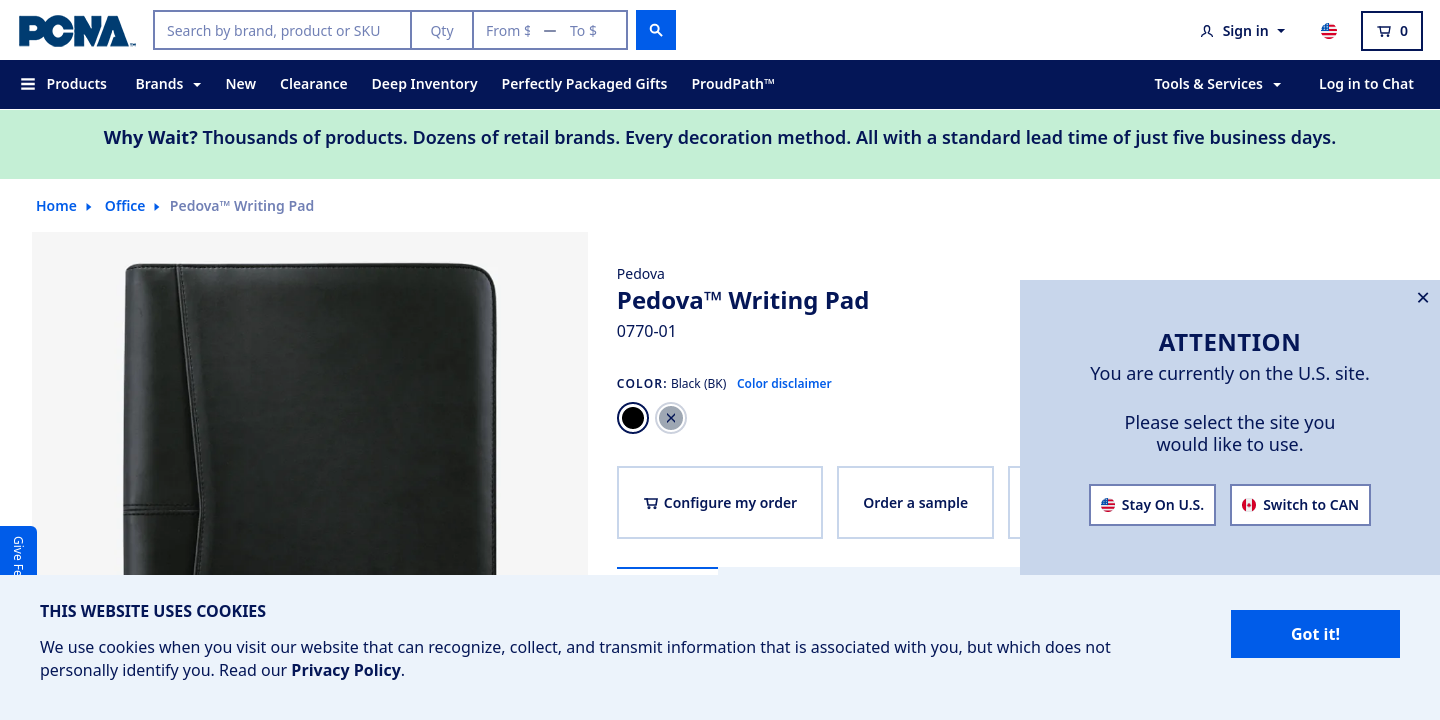 PCNA™
Search by brand, product or SKU
Qty
From $ — To $
Sign in
0
Products
Brands
New
Clearance
Deep Inventory
Perfectly Packaged Gifts
ProudPath™
Tools & Services
Log in to Chat
Why Wait? Thousands of products. Dozens of retail brands. Every decoration method. All with a standard lead time of just five business days.
Home
Office
Pedova™ Writing Pad
Pedova
Pedova™ Writing Pad
0770-01
COLOR: Black (BK) Color disclaimer
Configure my order
Order a sample
ATTENTION
You are currently on the U.S. site.
Please select the site you
would like to use.
Stay On U.S.
Switch to CAN
Give
THIS WEBSITE USES COOKIES
We use cookies when you visit our website that can recognize, collect, and transmit information that is associated with you, but which does not
personally identify you. Read our Privacy Policy.
Got it!